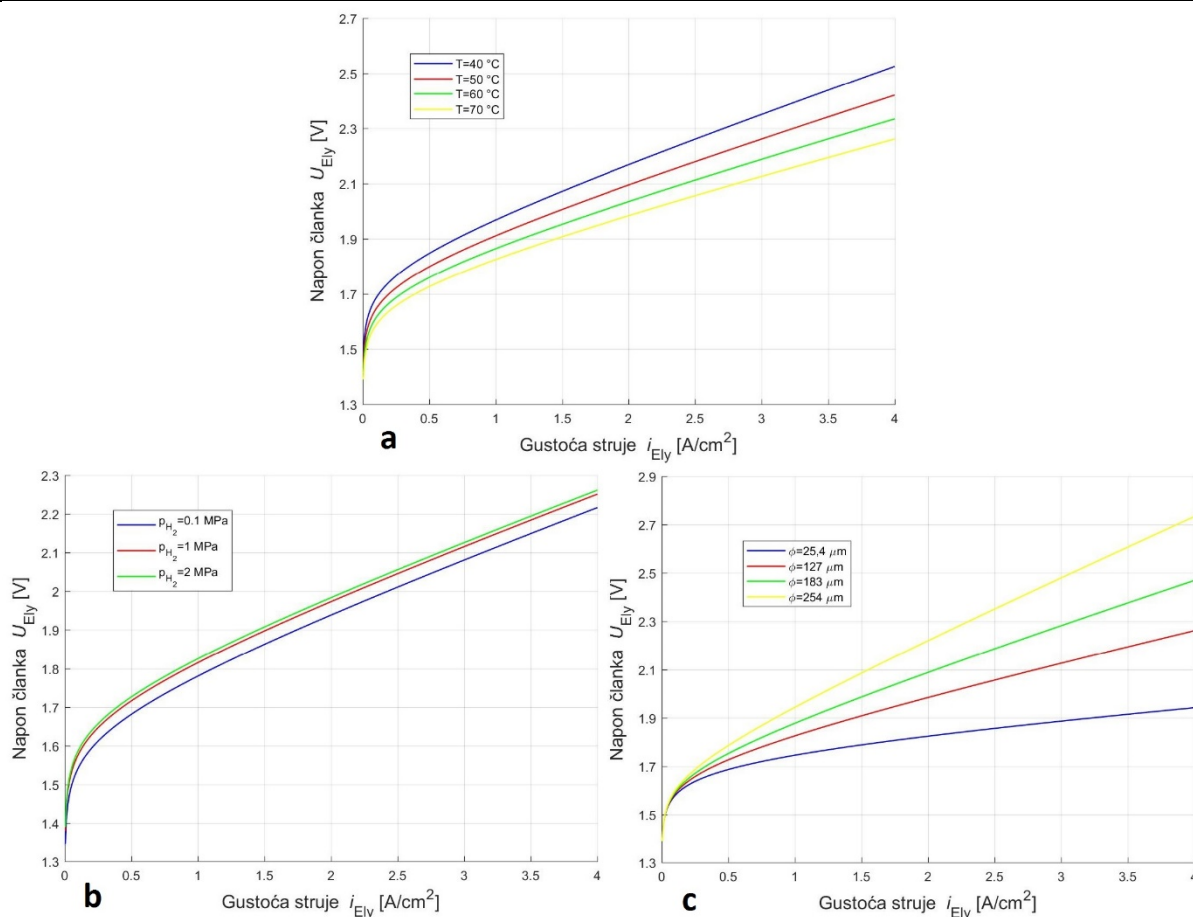 2.7
2.5
2.3
2.1
1.9
1.7
1.5
1.3
Napon članka U_Ely [V]
T=40 °C
T=50 °C
T=60 °C
T=70 °C
0 0.5 1 1.5 2 2.5 3 3.5 4
a
Gustoća struje i_Ely [A/cm²]
2.3
2.2
2.1
2
1.9
1.8
1.7
1.6
1.5
1.4
1.3
Napon članka U_Ely [V]
p_H₂=0.1 MPa
p_H₂=1 MPa
p_H₂=2 MPa
0 0.5 1 1.5 2 2.5 3 3.5 4
b
Gustoća struje i_Ely [A/cm²]
2.9
2.7
2.5
2.3
2.1
1.9
1.7
1.5
1.3
Napon članka U_Ely [V]
ϕ=25,4 μm
ϕ=127 μm
ϕ=183 μm
ϕ=254 μm
0 0.5 1 1.5 2 2.5 3 3.5 4
c
Gustoća struje i_Ely [A/cm²]